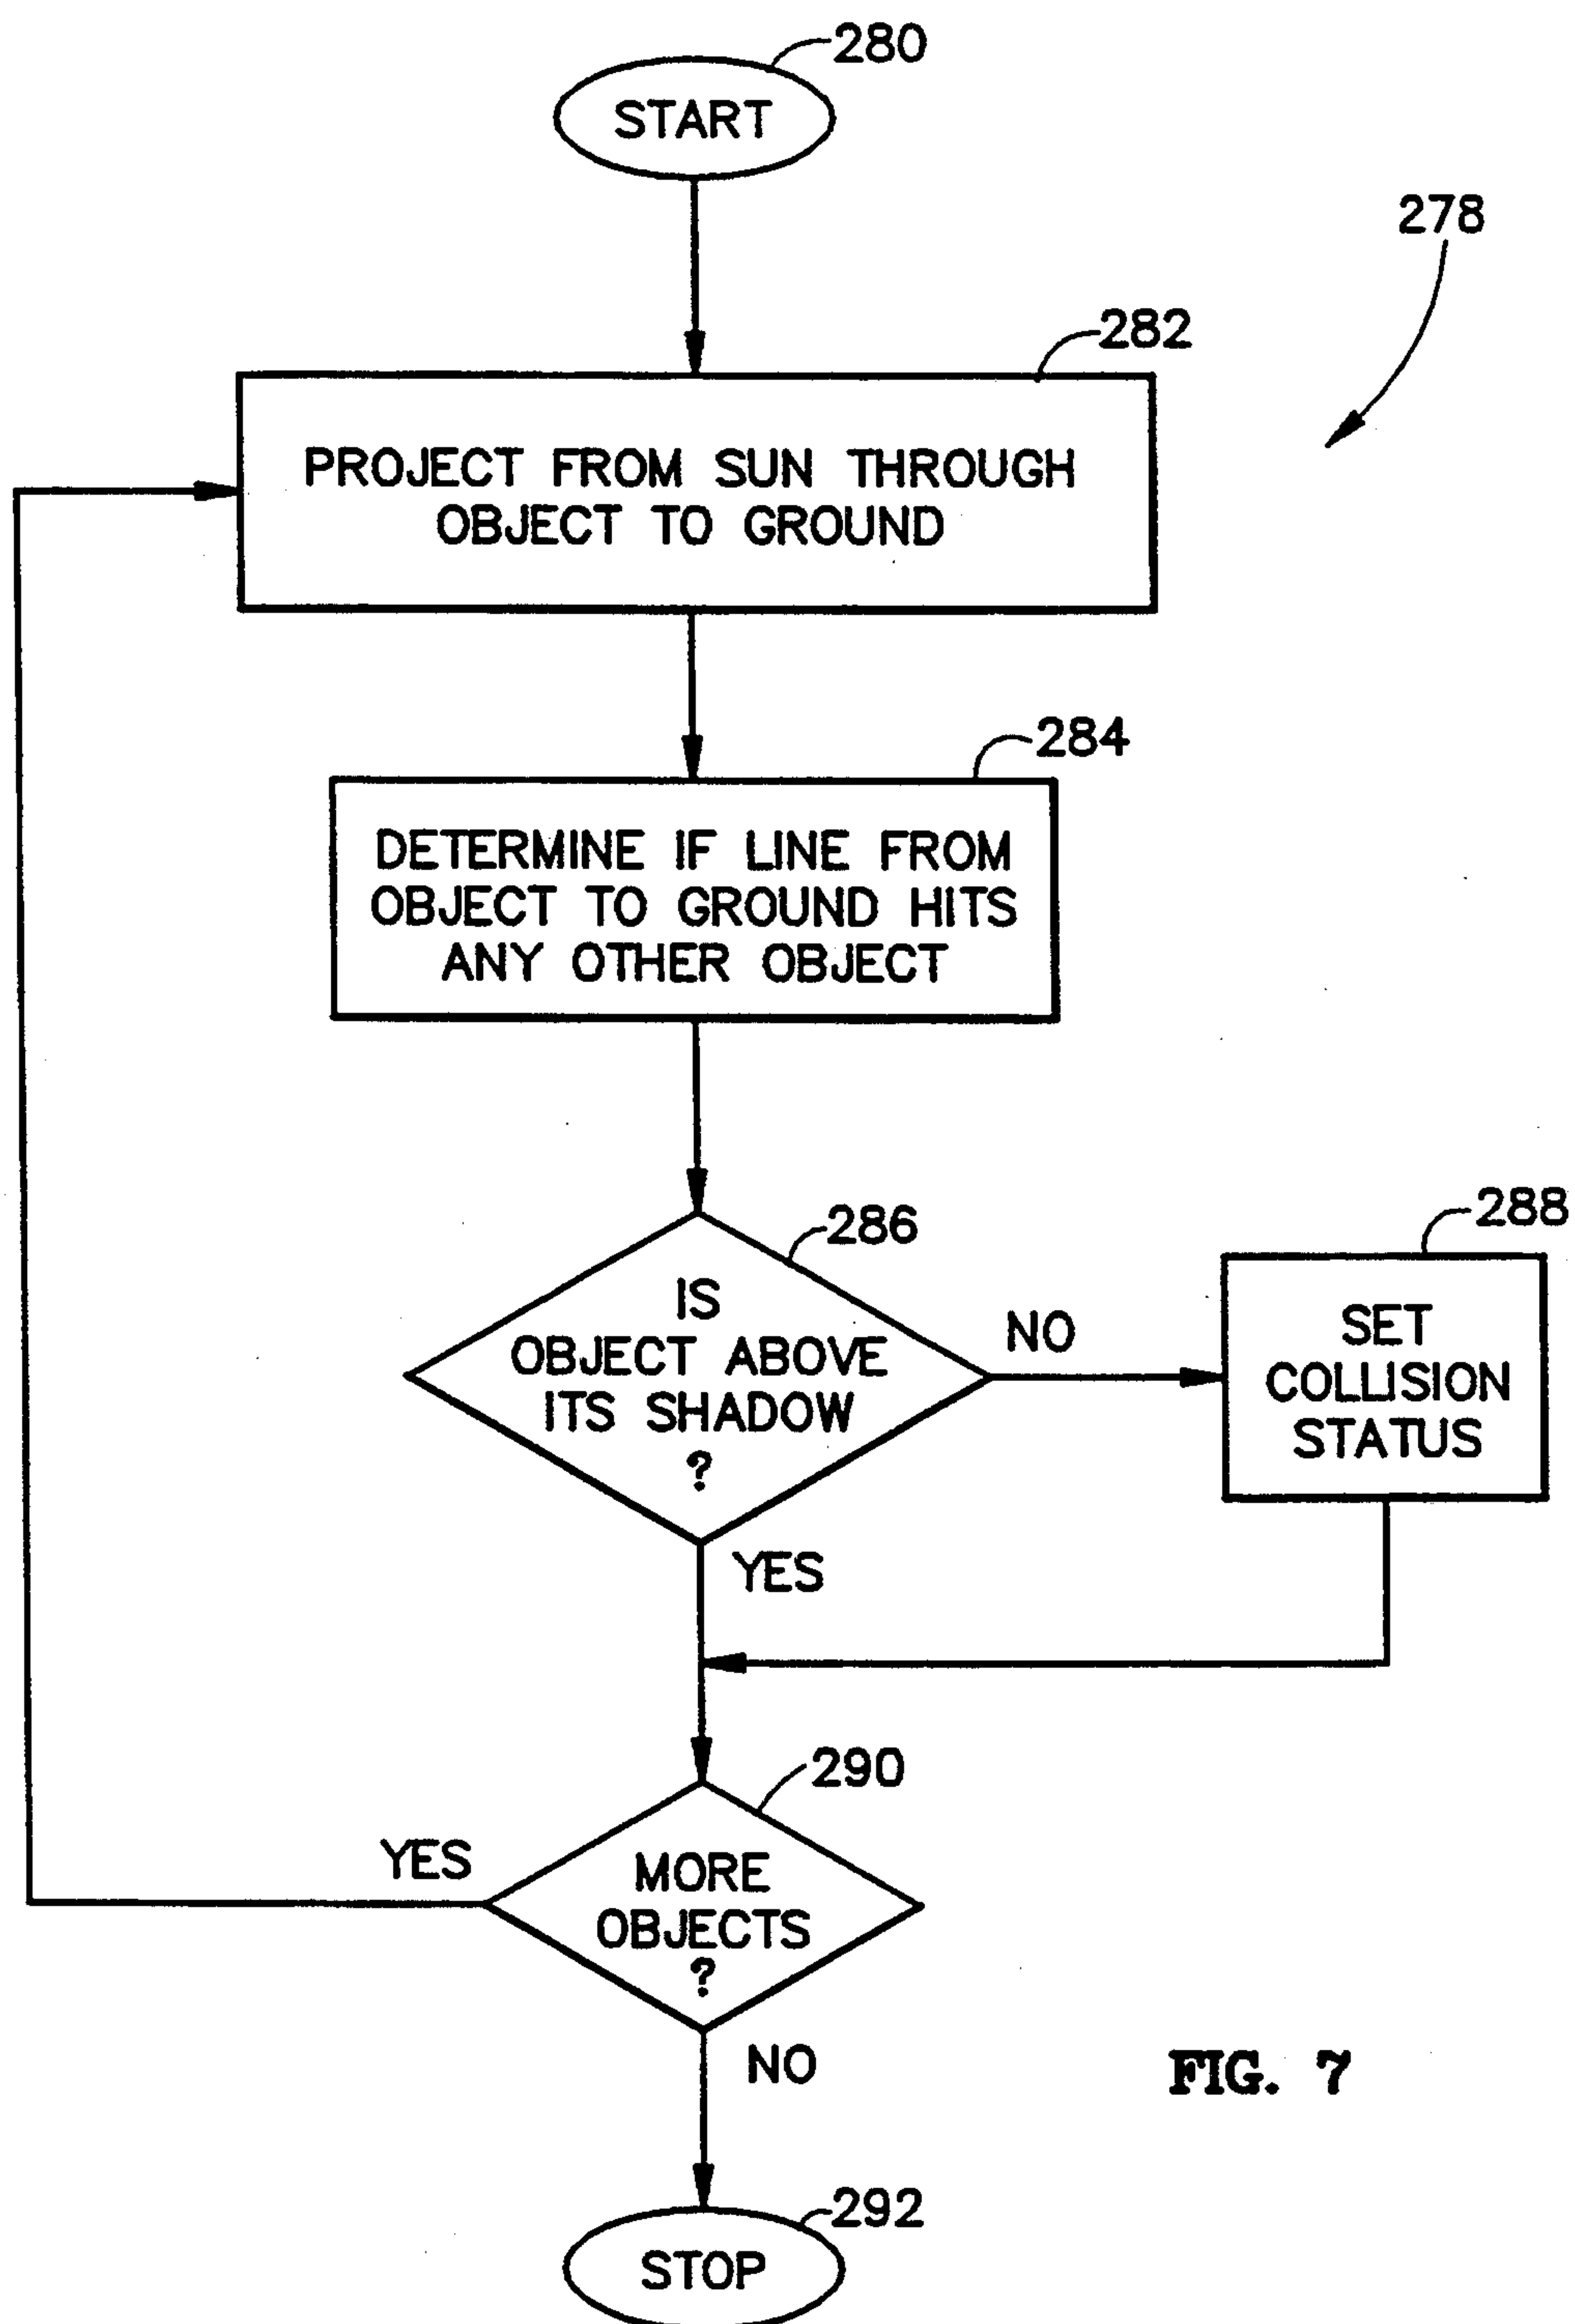 280
START
278
282
PROJECT FROM SUN THROUGH
OBJECT TO GROUND
284
DETERMINE IF LINE FROM
OBJECT TO GROUND HITS
ANY OTHER OBJECT
286
IS
OBJECT ABOVE
ITS SHADOW
?
NO
288
SET
COLLISION
STATUS
YES
290
YES
MORE
OBJECTS
?
NO
FIG. 7
292
STOP